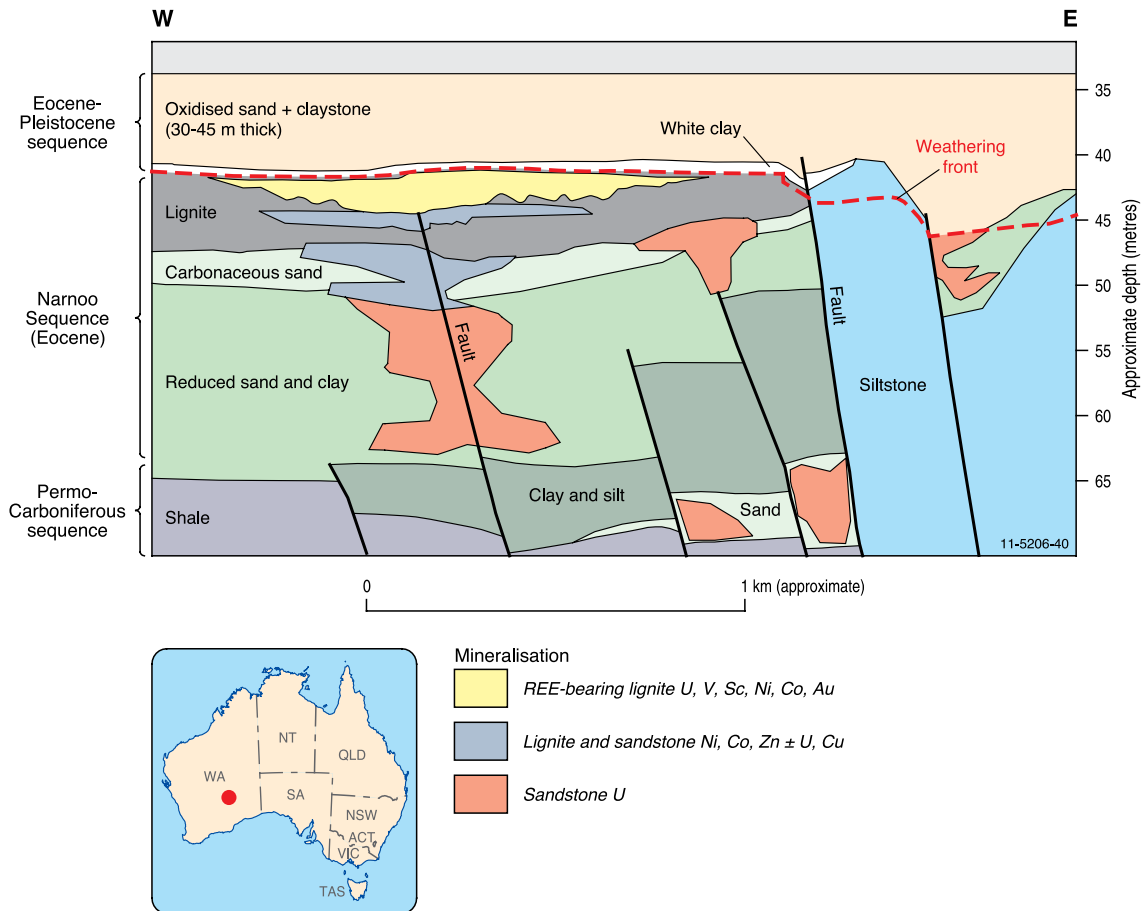 W
E
Eocene-
Pleistocene
sequence
Oxidised sand + claystone
(30-45 m thick)
White clay
Weathering
front
Lignite
Carbonaceous sand
Narnoo
Sequence
(Eocene)
Fault
Fault
Reduced sand and clay
Siltstone
Permo-
Carboniferous
sequence
Shale
Clay and silt
Sand
11-5206-40
35
40
45
50
55
60
65
Approximate depth (metres)
0
1 km (approximate)
WA
NT
QLD
SA
NSW
ACT
VIC
TAS
Mineralisation
REE-bearing lignite U, V, Sc, Ni, Co, Au
Lignite and sandstone Ni, Co, Zn ± U, Cu
Sandstone U